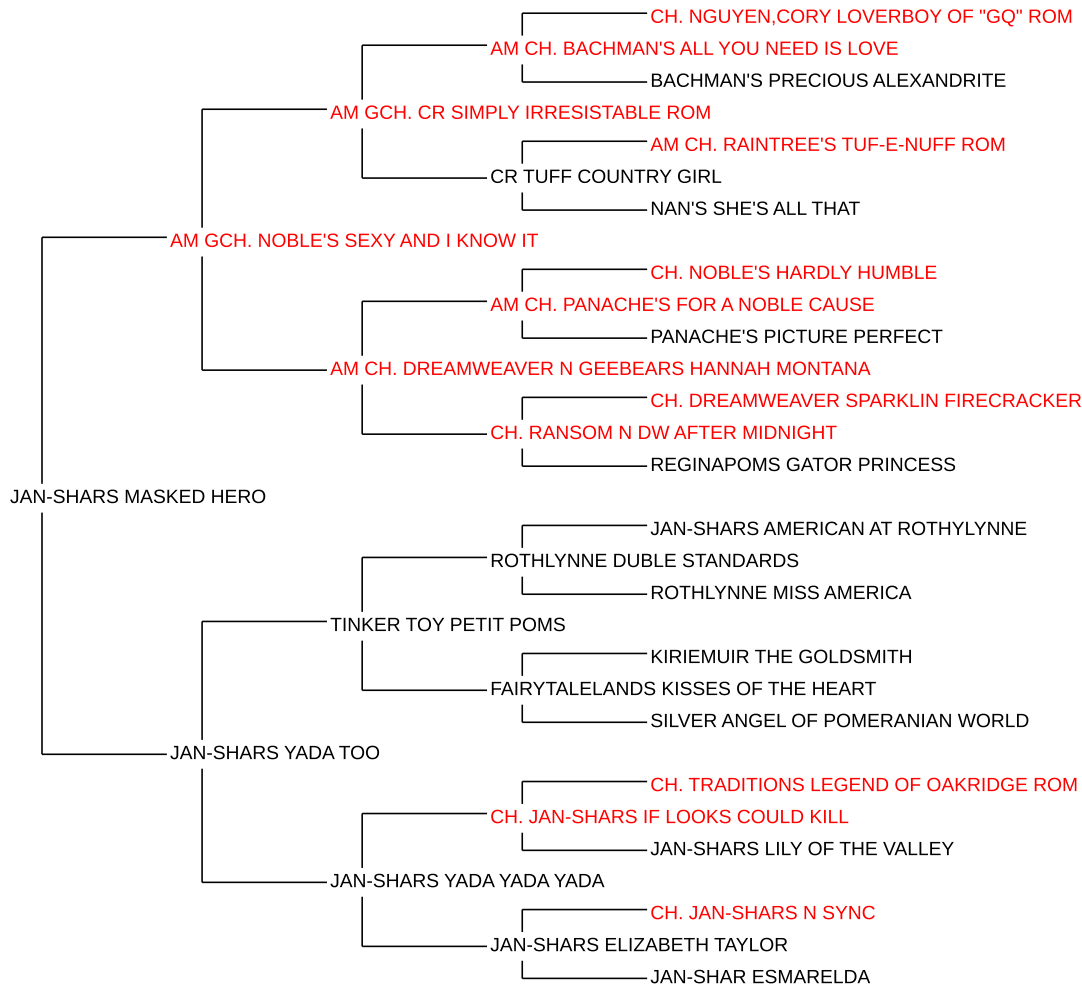 CH. NGUYEN,CORY LOVERBOY OF "GQ" ROM
AM CH. BACHMAN'S ALL YOU NEED IS LOVE
BACHMAN'S PRECIOUS ALEXANDRITE
AM GCH. CR SIMPLY IRRESISTABLE ROM
AM CH. RAINTREE'S TUF-E-NUFF ROM
CR TUFF COUNTRY GIRL
NAN'S SHE'S ALL THAT
AM GCH. NOBLE'S SEXY AND I KNOW IT
CH. NOBLE'S HARDLY HUMBLE
AM CH. PANACHE'S FOR A NOBLE CAUSE
PANACHE'S PICTURE PERFECT
AM CH. DREAMWEAVER N GEEBEARS HANNAH MONTANA
CH. DREAMWEAVER SPARKLIN FIRECRACKER
CH. RANSOM N DW AFTER MIDNIGHT
REGINAPOMS GATOR PRINCESS
JAN-SHARS MASKED HERO
JAN-SHARS AMERICAN AT ROTHYLYNNE
ROTHLYNNE DUBLE STANDARDS
ROTHLYNNE MISS AMERICA
TINKER TOY PETIT POMS
KIRIEMUIR THE GOLDSMITH
FAIRYTALELANDS KISSES OF THE HEART
SILVER ANGEL OF POMERANIAN WORLD
JAN-SHARS YADA TOO
CH. TRADITIONS LEGEND OF OAKRIDGE ROM
CH. JAN-SHARS IF LOOKS COULD KILL
JAN-SHARS LILY OF THE VALLEY
JAN-SHARS YADA YADA YADA
CH. JAN-SHARS N SYNC
JAN-SHARS ELIZABETH TAYLOR
JAN-SHAR ESMARELDA